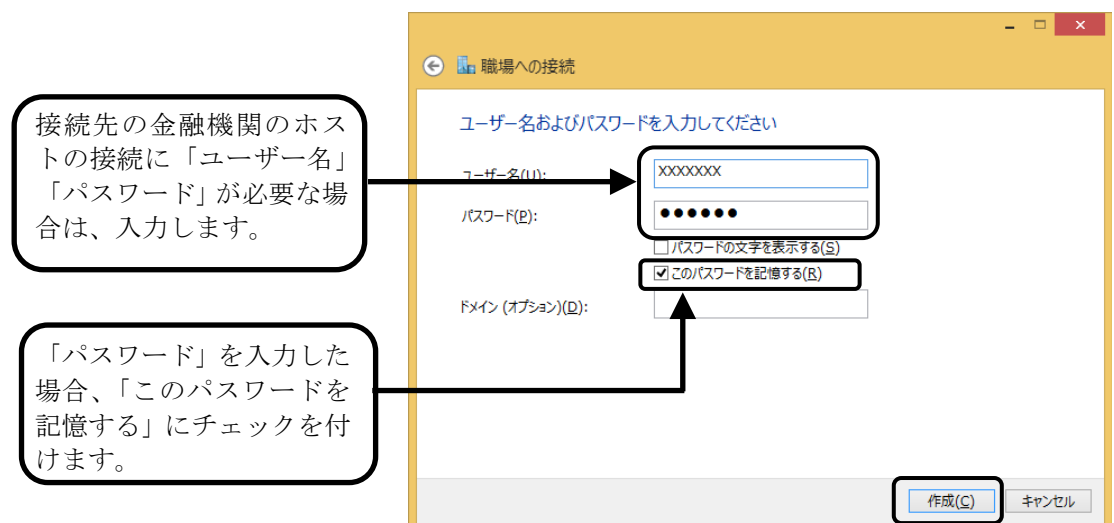 職場への接続
接続先の金融機関のホス
トの接続に「ユーザー名」
「パスワード」が必要な場
合は、入力します。
ユーザー名およびパスワードを入力してください
ユーザー名(U):
XXXXXXX
パスワード(P):
●●●●●●
パスワードの文字を表示する(S)
このパスワードを記憶する(R)
ドメイン (オプション)(D):
「パスワード」を入力した
場合、「このパスワードを
記憶する」にチェックを付
けます。
作成(C)
キャンセル